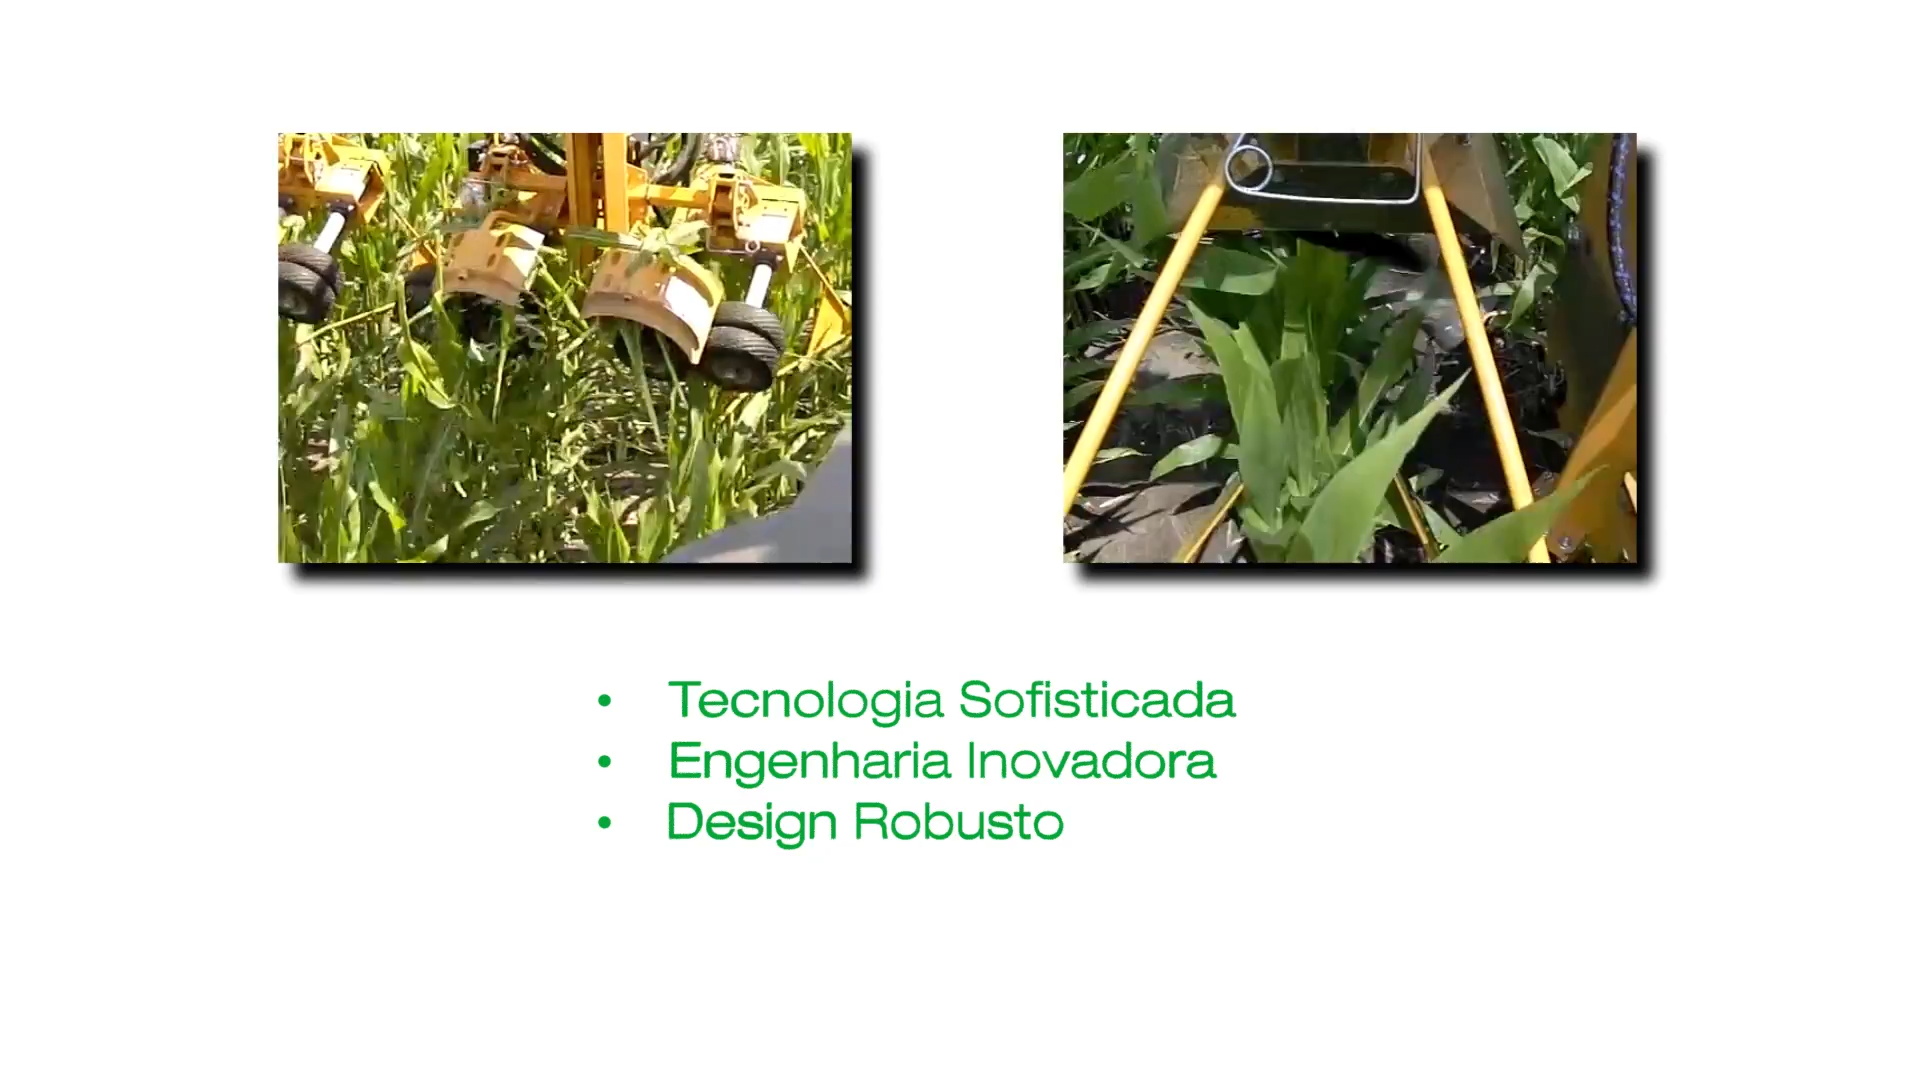 • Tecnologia Sofisticada
• Engenharia Inovadora
• Design Robusto